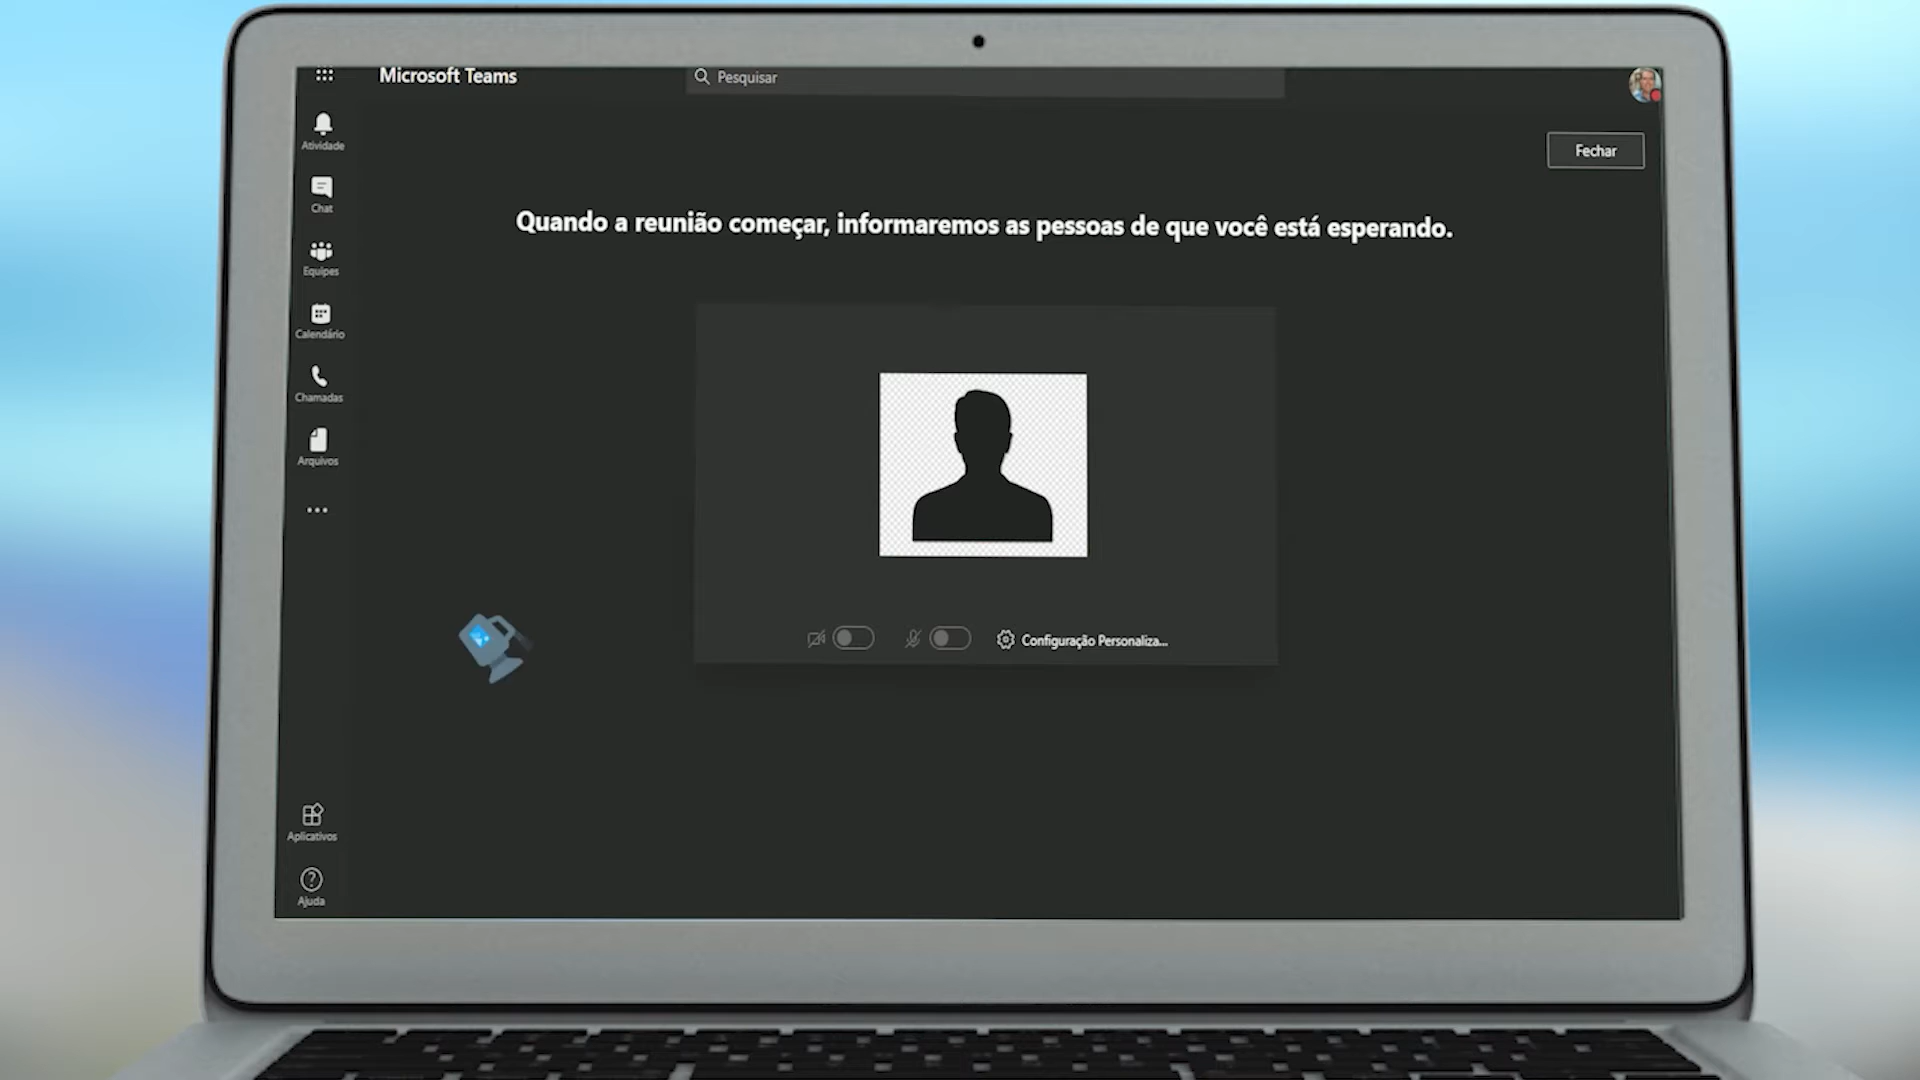 Microsoft Teams
Pesquisar
Atividade
Fechar
Chat
Quando a reunião começar, informaremos as pessoas de que você está esperando.
Equipes
Calendário
Chamadas
Arquivos
Configuração Personaliza...
Aplicativos
Ajuda